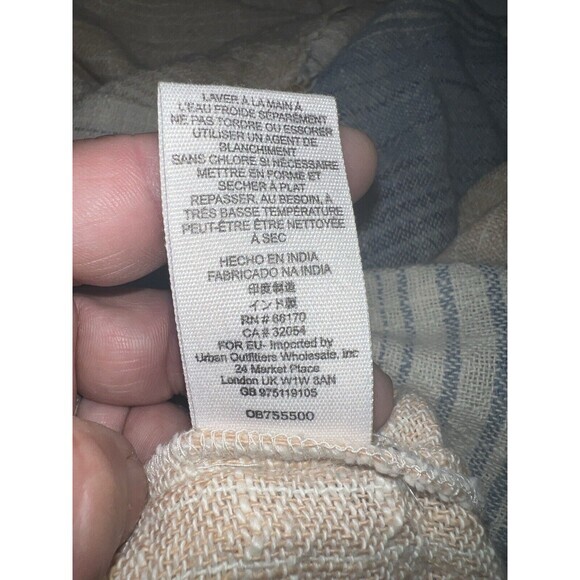 LAVER À LA MAIN À
L'EAU FROIDE SÉPARÉMENT
NE PAS TORDRE OU ESSORER
UTILISER UN AGENT DE
BLANCHIMENT
SANS CHLORE SI NÉCESSAIRE
METTRE EN FORME ET
SECHER À PLAT
REPASSER, AU BESOIN, À
TRÈS BASSE TEMPÉRATURE
PEUT-ÊTRE ÊTRE NETTOYÉE
À SEC
HECHO EN INDIA
FABRICADO NA INDIA
印度制造
インド製
RN # 66170
CA # 32054
FOR EU- Imported by
Urban Outfitters Wholesale, Inc
24 Market Place
London UK W1W 8AN
GB 975119105
OB755500